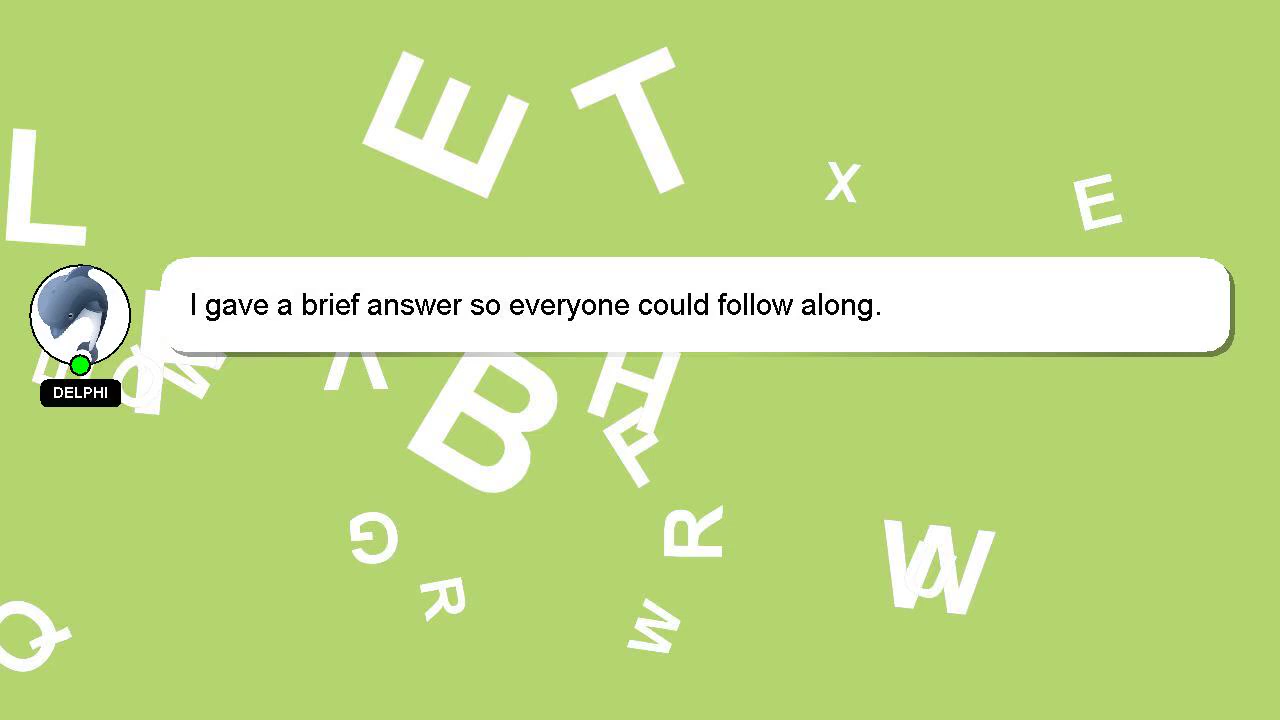 E T
L X E
I gave a brief answer so everyone could follow along.
DELPHI
B
F
G R W
R W
Q